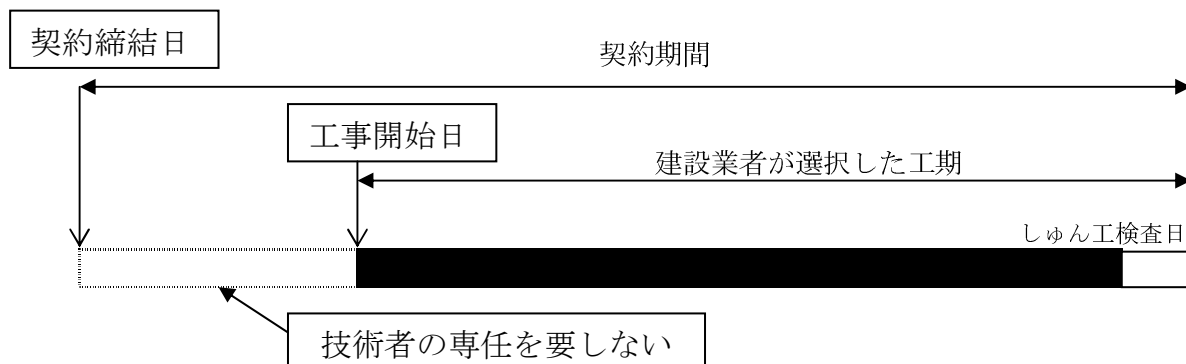 契約締結日
契約期間
工事開始日
建設業者が選択した工期
しゅん工検査日
技術者の専任を要しない